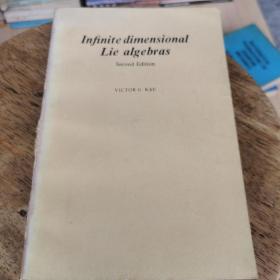 Infinite dimensional
Lie algebras
Second Edition
VICTOR G. KAC